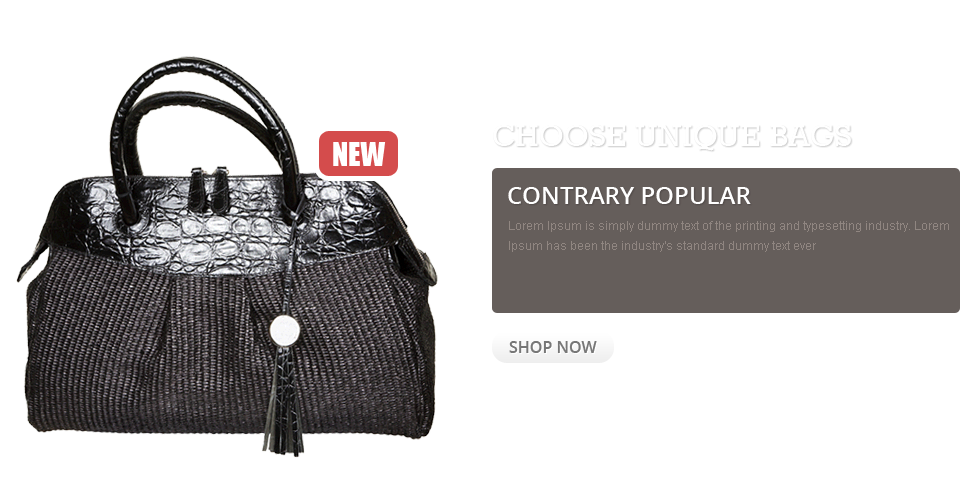 NEW
CHOOSE UNIQUE BAGS
CONTRARY POPULAR
Lorem Ipsum is simply dummy text of the printing and typesetting industry. Lorem
Ipsum has been the industry's standard dummy text ever
SHOP NOW